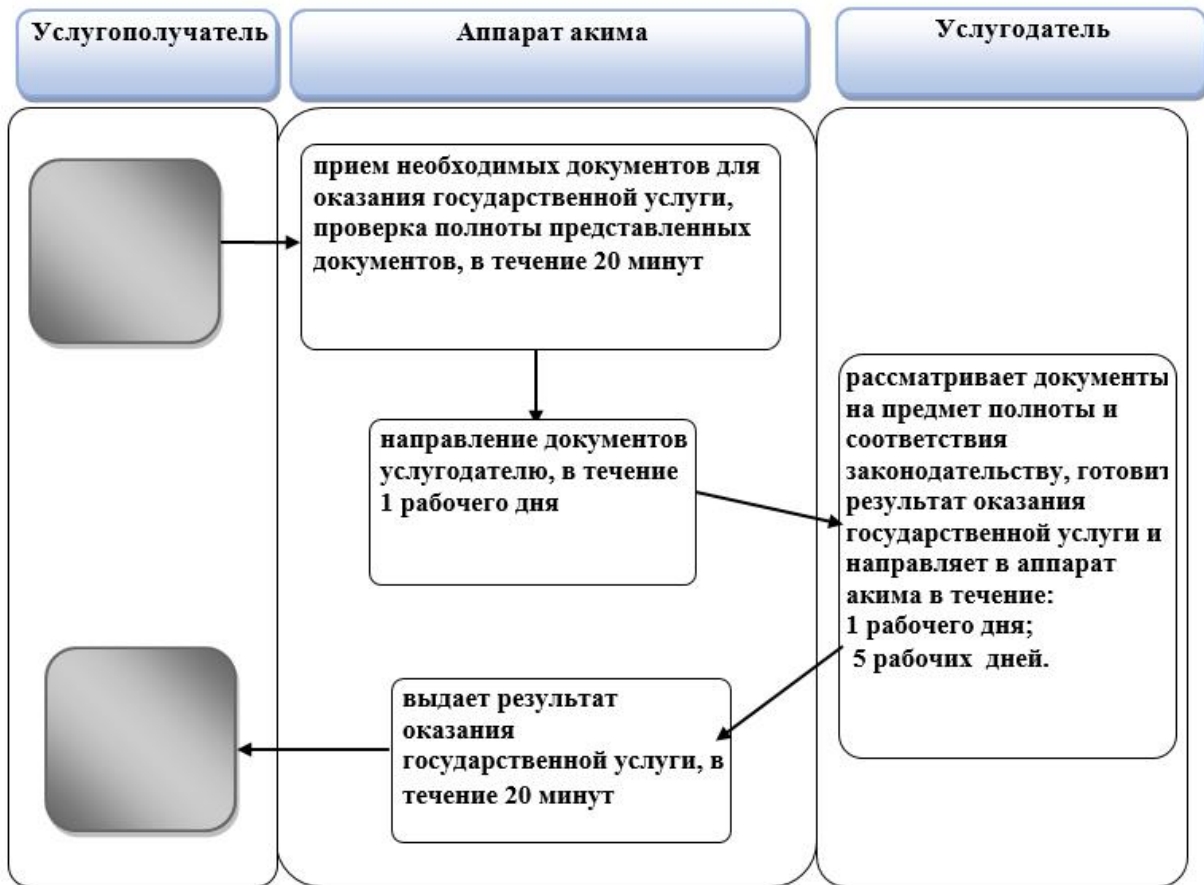 Услугополучатель
Аппарат акима
Услугодатель
прием необходимых документов для
оказания государственной услуги,
проверка полноты представленных
документов, в течение 20 минут
направление документов
услугодателю, в течение
1 рабочего дня
рассматривает документы
на предмет полноты и
соответствия
законодательству, готовит
результат оказания
государственной услуги и
направляет в аппарат
акима в течение:
1 рабочего дня;
5 рабочих дней.
выдает результат
оказания
государственной услуги, в
течение 20 минут